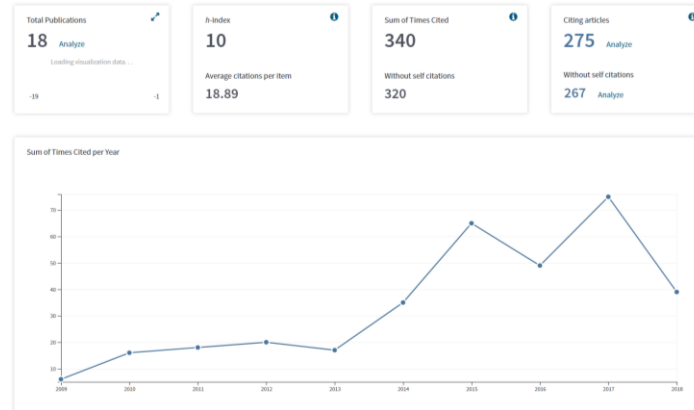 Total Publications
18 Analyze
Loading visualization data...
-19 -1
h-index
10
Average citations per item
18.89
Sum of Times Cited
340
Without self citations
320
Citing articles
275 Analyze
Without self citations
267 Analyze
Sum of Times Cited per Year
70
60
50
40
30
20
10
2009 2010 2011 2012 2013 2014 2015 2016 2017 2018